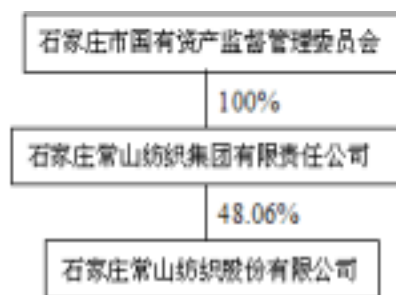 石家庄市国有资产监督管理委员会
100%
石家庄常山纺织集团有限责任公司
48.06%
石家庄常山纺织股份有限公司